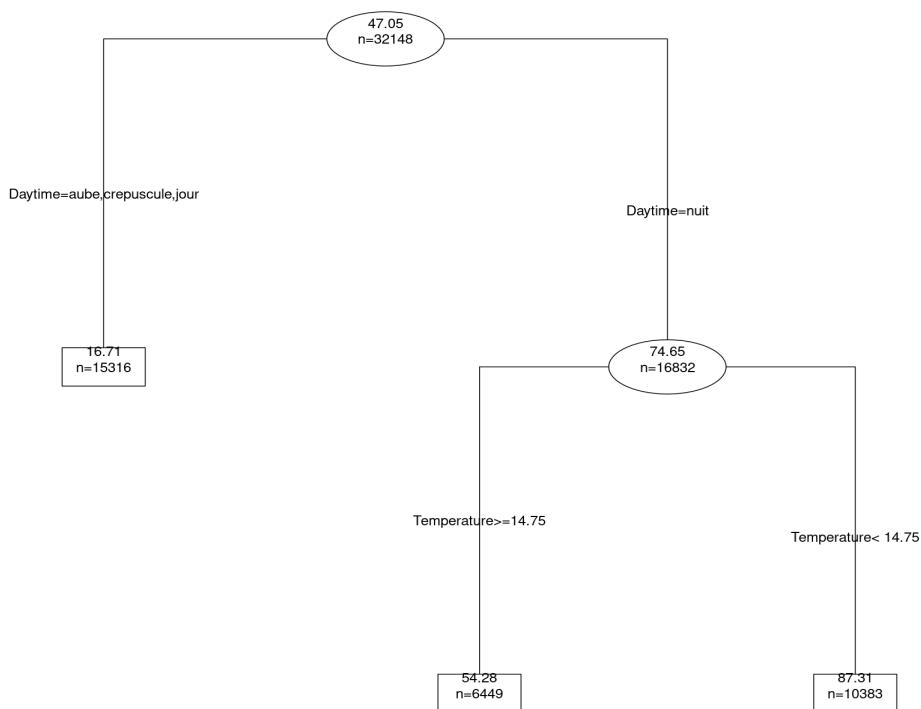 47.05
n=32148
Daytime=aube,crepuscule,jour
Daytime=nuit
16.71
n=15316
74.65
n=16832
Temperature>=14.75
Temperature< 14.75
54.28
n=6449
87.31
n=10383